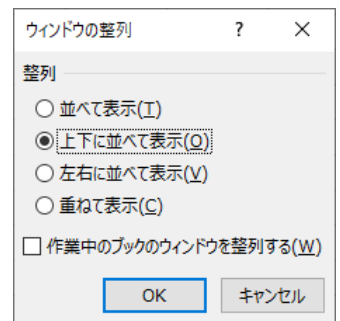 ウィンドウの整列 ? ×
整列
並べて表示(T)
上下に並べて表示(O)
左右に並べて表示(V)
重ねて表示(C)
作業中のブックのウィンドウを整列する(W)
OK キャンセル